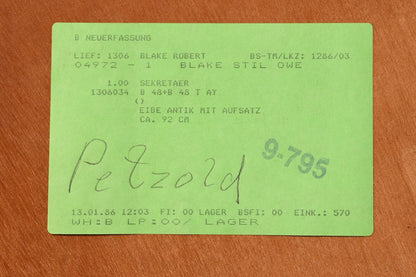 B NEUERFASSUNG
LIEF: 1306 BLAKE ROBERT BS-TM/LKZ: 1286/03
04972 - 1 BLAKE STIL OWE
1.00 SEKRETAER
1306034 B 48+B 48 T AY
()
EIBE ANTIK MIT AUFSATZ
CA. 92 CM
Petzold
9-795
13.01.86 12:03 FI: 00 LAGER BSFI: 00 EINK.: 570
WH:B LP:00/ LAGER